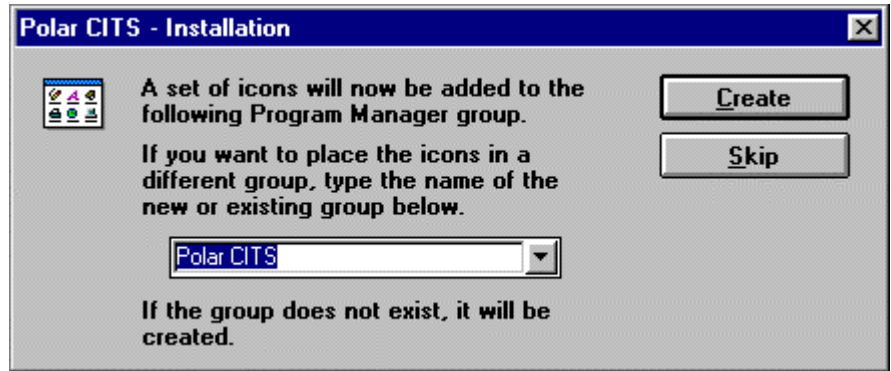 Polar CITS - Installation
A set of icons will now be added to the
following Program Manager group.
If you want to place the icons in a
different group, type the name of the
new or existing group below.
Polar CITS
If the group does not exist, it will be
created.
Create
Skip